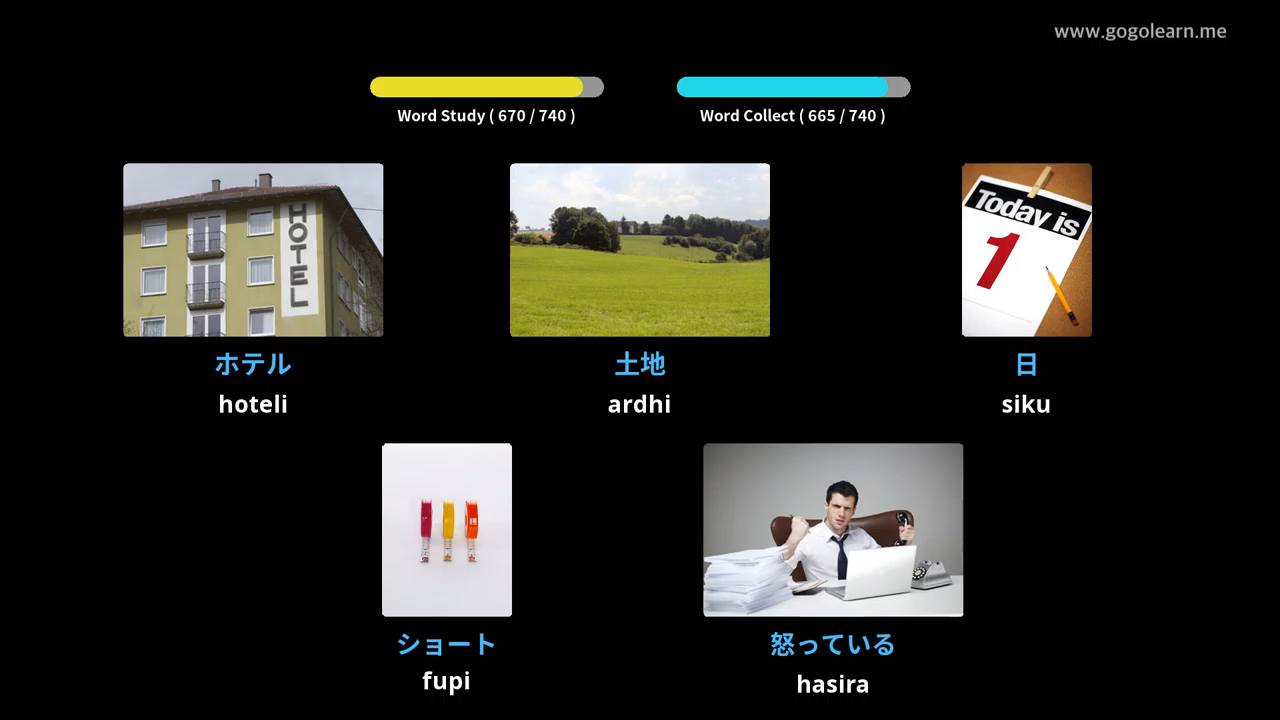 www.gogolearn.me
Word Study ( 670 / 740 )
Word Collect ( 665 / 740 )
HOTEL
Today is
1
ホテル
土地
日
hoteli
ardhi
siku
ショート
怒っている
fupi
hasira